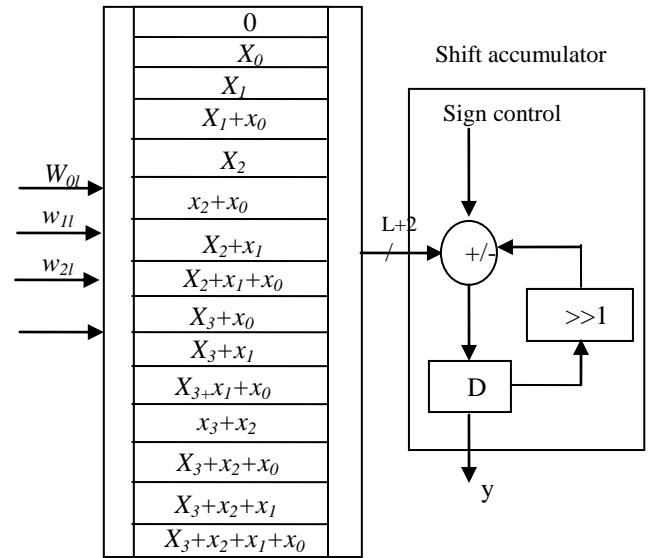 0
X0
X1
X1+x0
X2
x2+x0
X2+x1
X2+x1+x0
X3+x0
X3+x1
X3+x1+x0
x3+x2
X3+x2+x0
X3+x2+x1
X3+x2+x1+x0
W0l
w1l
w2l
L+2
/
Shift accumulator
Sign control
+/-
>>1
D
y